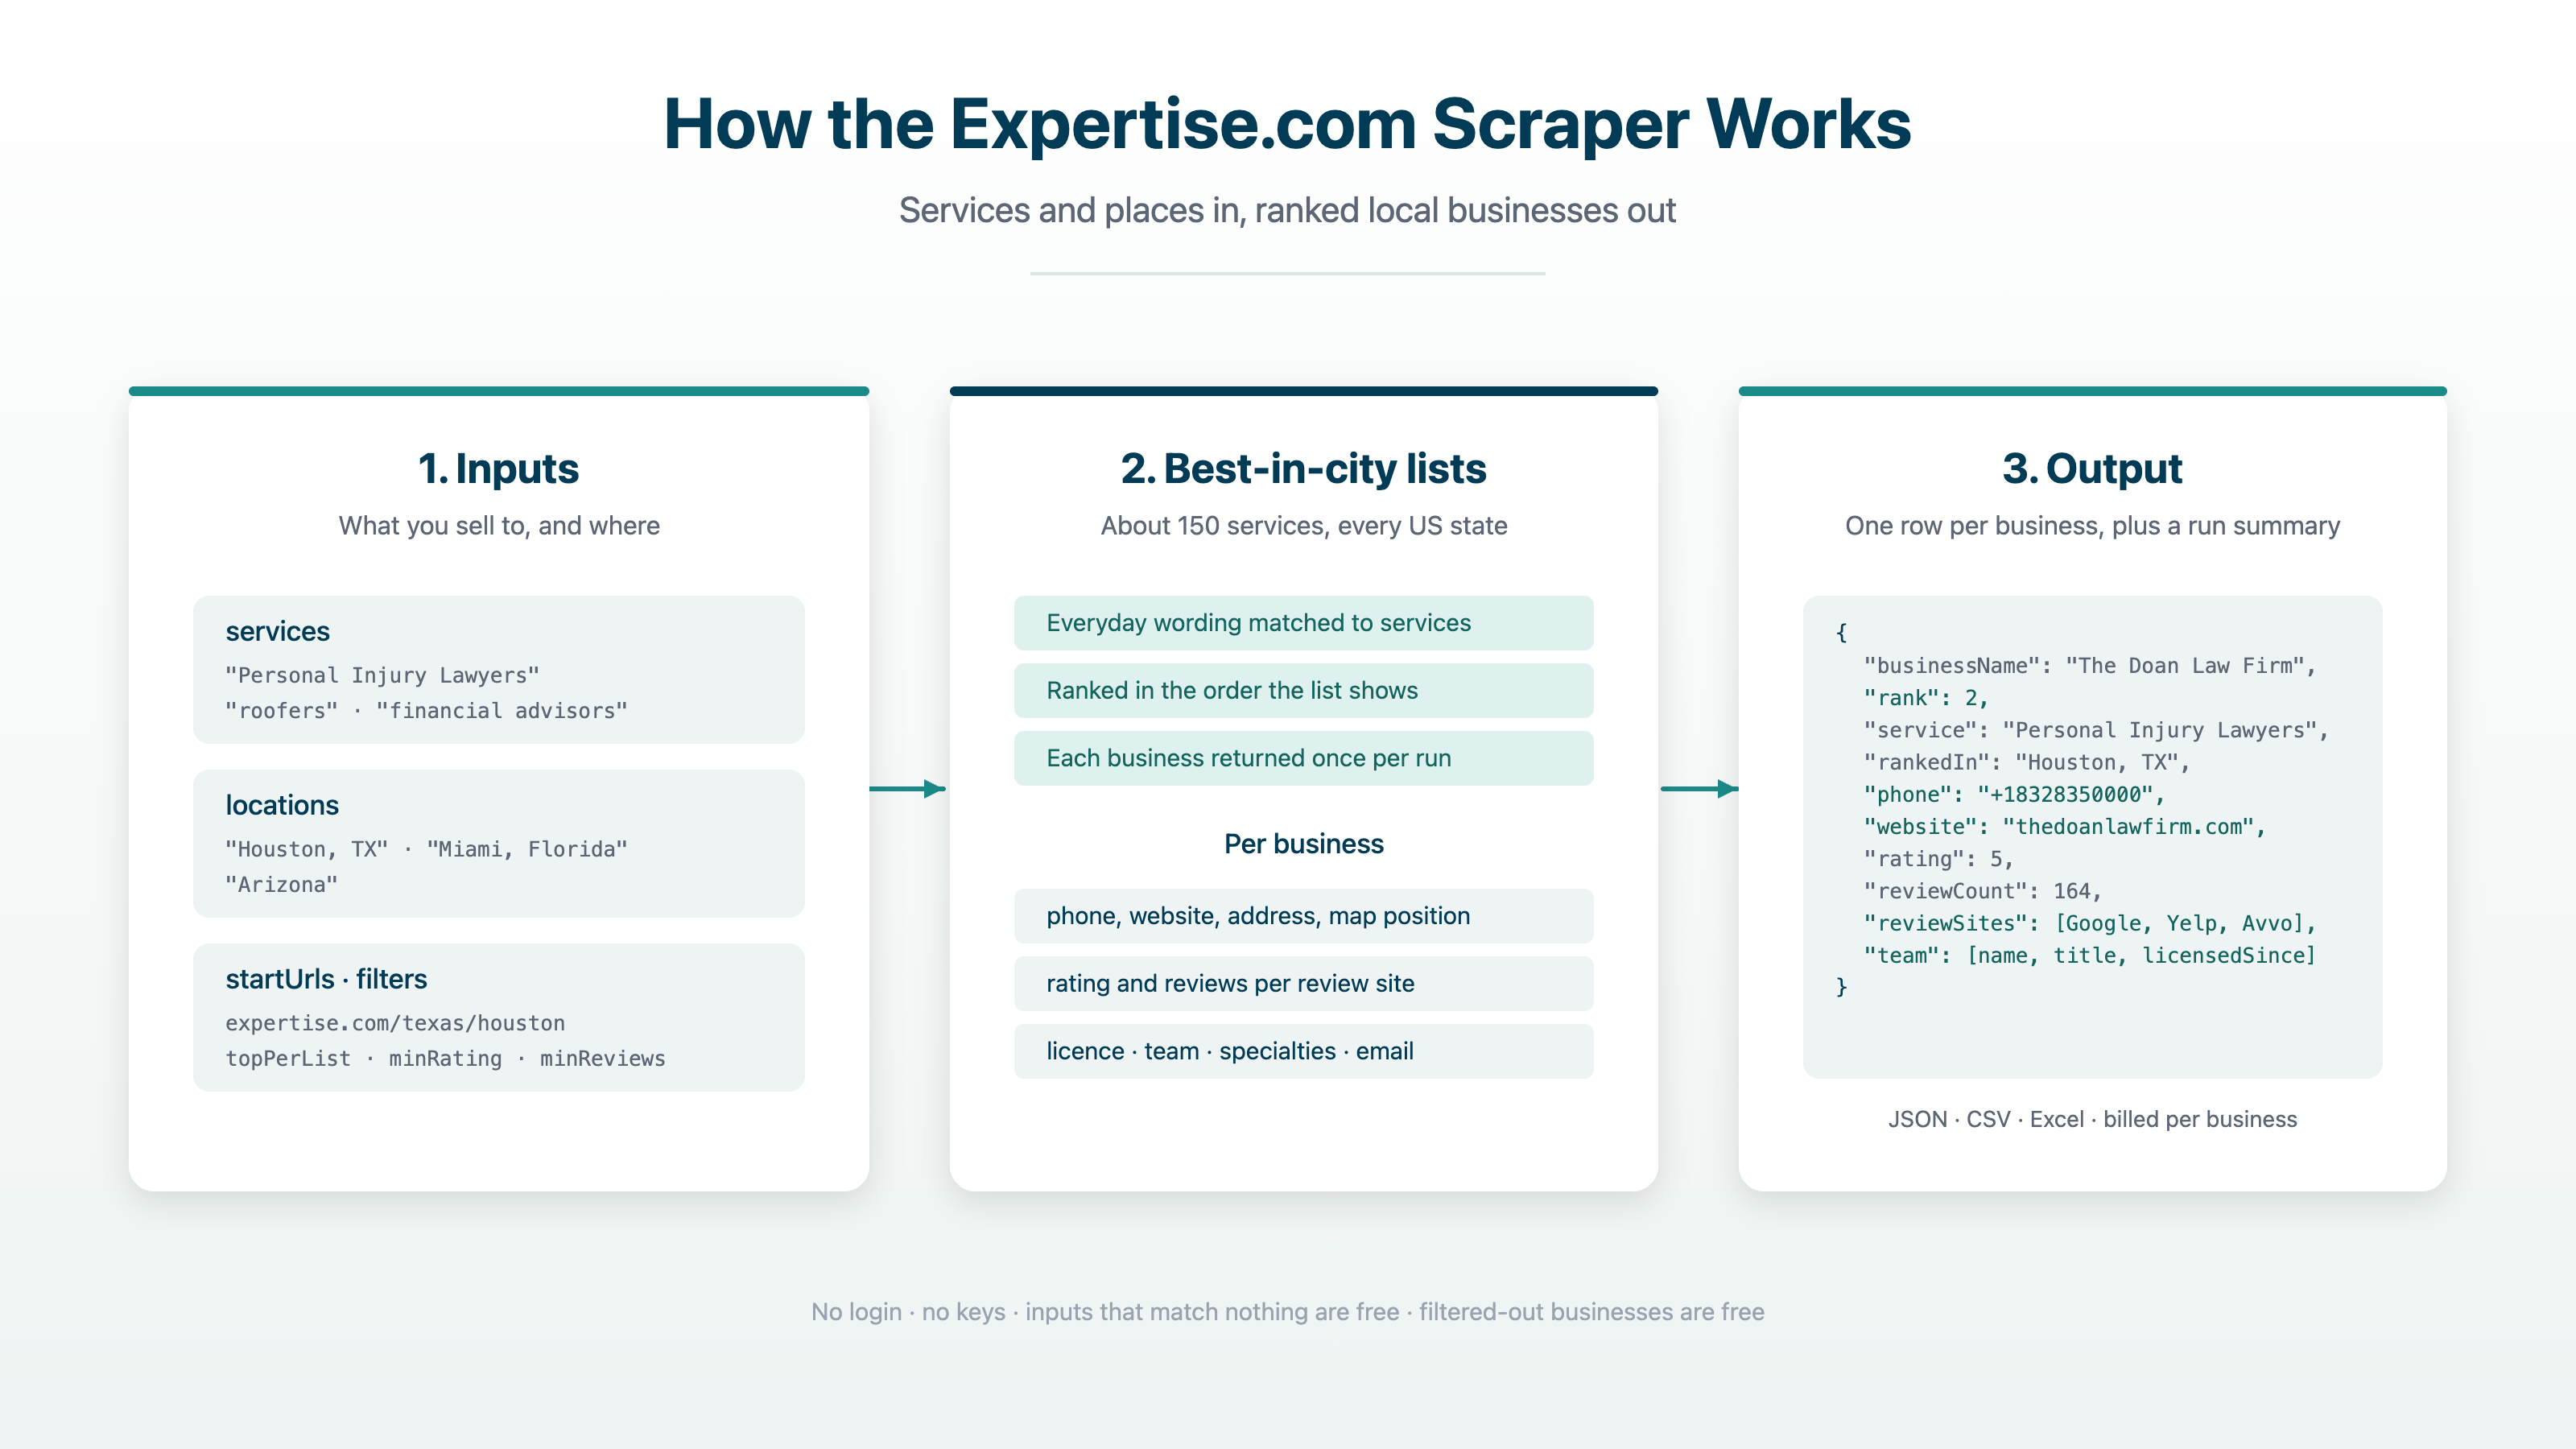 How the Expertise.com Scraper Works
Services and places in, ranked local businesses out
1. Inputs
What you sell to, and where
services
"Personal Injury Lawyers"
"roofers" · "financial advisors"
locations
"Houston, TX" · "Miami, Florida"
"Arizona"
startUrls · filters
expertise.com/texas/houston
topPerList · minRating · minReviews
2. Best-in-city lists
About 150 services, every US state
Everyday wording matched to services
Ranked in the order the list shows
Each business returned once per run
Per business
phone, website, address, map position
rating and reviews per review site
licence · team · specialties · email
3. Output
One row per business, plus a run summary
{
"businessName": "The Doan Law Firm",
"rank": 2,
"service": "Personal Injury Lawyers",
"rankedIn": "Houston, TX",
"phone": "+18328350000",
"website": "thedoanlawfirm.com",
"rating": 5,
"reviewCount": 164,
"reviewSites": [Google, Yelp, Avvo],
"team": [name, title, licensedSince]
}
JSON · CSV · Excel · billed per business
No login · no keys · inputs that match nothing are free · filtered-out businesses are free